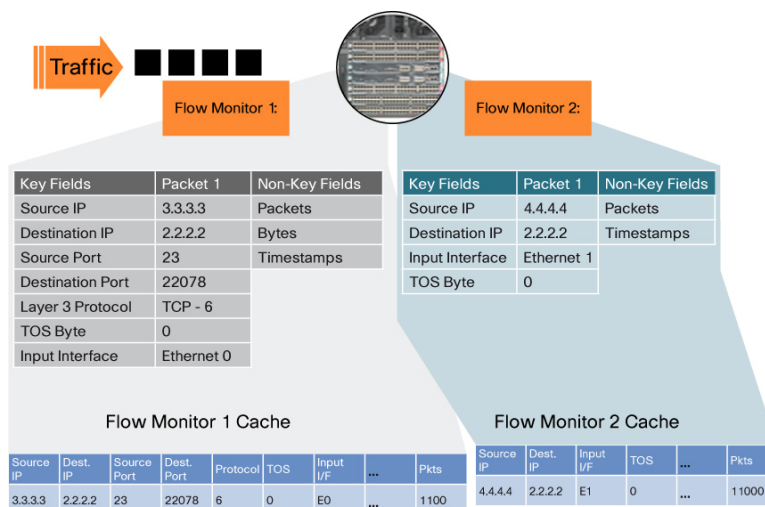 Traffic
Flow Monitor 1:
Flow Monitor 2:
Key Fields Packet 1 Non-Key Fields
Source IP 3.3.3.3 Packets
Destination IP 2.2.2.2 Bytes
Source Port 23 Timestamps
Destination Port 22078
Layer 3 Protocol TCP - 6
TOS Byte 0
Input Interface Ethernet 0
Key Fields Packet 1 Non-Key Fields
Source IP 4.4.4.4 Packets
Destination IP 2.2.2.2 Timestamps
Input Interface Ethernet 1
TOS Byte 0
Flow Monitor 1 Cache
Source IP Dest. IP Source Port Dest. Port Protocol TOS Input I/F ... Pkts
3.3.3.3 2.2.2.2 23 22078 6 0 E0 ... 1100
Flow Monitor 2 Cache
Source IP Dest. IP Input I/F TOS ... Pkts
4.4.4.4 2.2.2.2 E1 0 ... 11000